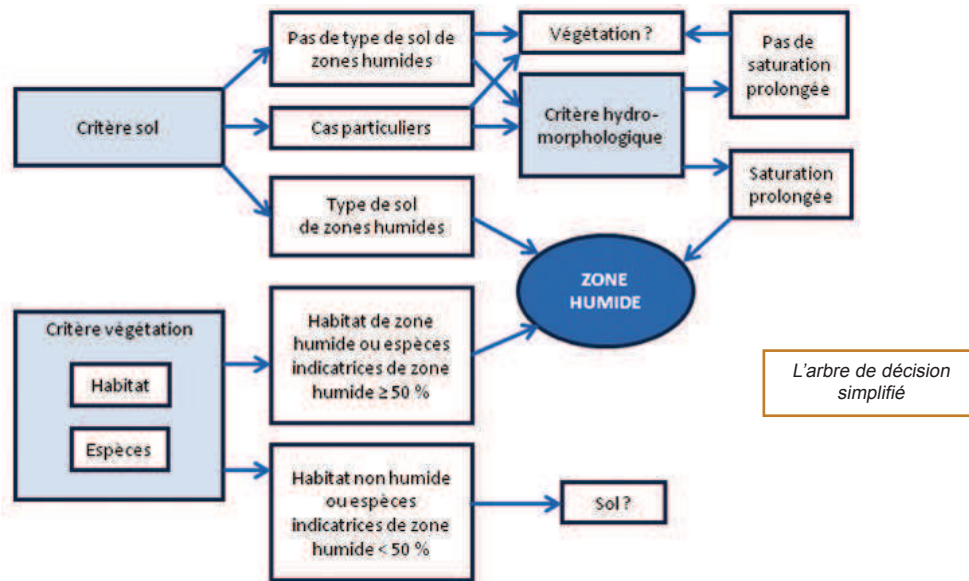 Critère sol
Pas de type de sol de
zones humides
Cas particuliers
Type de sol
de zones humides
Végétation ?
Critère hydro-
morphologique
Pas de
saturation
prolongée
Saturation
prolongée
ZONE
HUMIDE
Critère végétation
Habitat
Espèces
Habitat de zone
humide ou espèces
indicatrices de zone
humide ≥ 50 %
Habitat non humide
ou espèces
indicatrices de zone
humide < 50 %
Sol ?
L'arbre de décision
simplifié